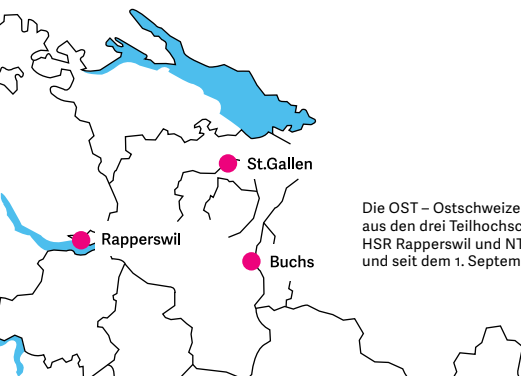 St.Gallen
Rapperswil
Buchs
Die OST – Ostschweize
aus den drei Teilhochsc
HSR Rapperswil und NT
und seit dem 1. Septem